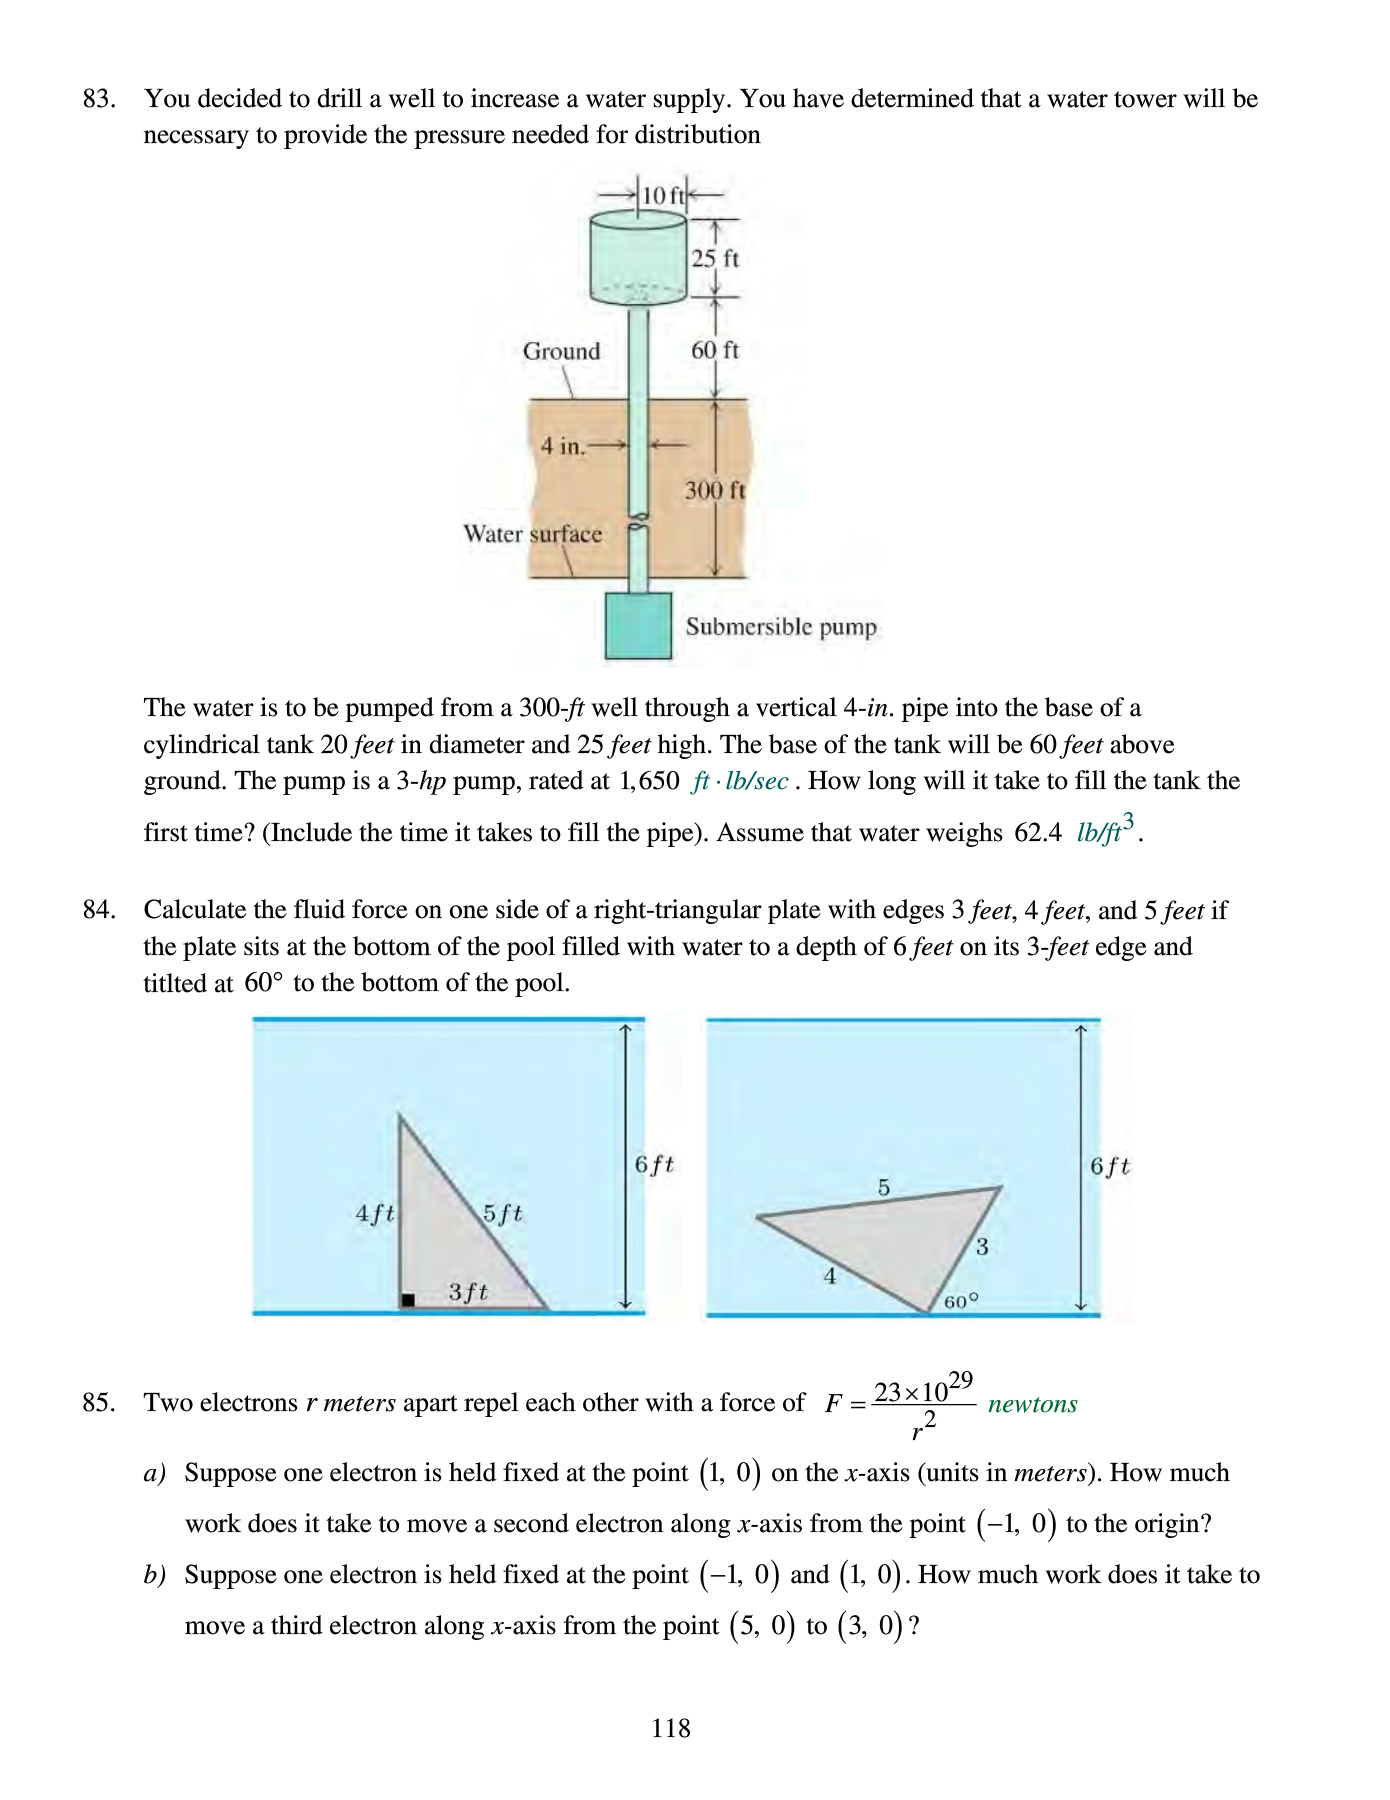 83. You decided to drill a well to increase a water supply. You have determined that a water tower will be
necessary to provide the pressure needed for distribution
10 ft
25 ft
Ground
60 ft
4 in.
300 ft
Water surface
Submersible pump
The water is to be pumped from a 300-ft well through a vertical 4-in. pipe into the base of a
cylindrical tank 20 feet in diameter and 25 feet high. The base of the tank will be 60 feet above
ground. The pump is a 3-hp pump, rated at 1,650 ft · lb/sec . How long will it take to fill the tank the
first time? (Include the time it takes to fill the pipe). Assume that water weighs 62.4 lb/ft³ .
84. Calculate the fluid force on one side of a right-triangular plate with edges 3 feet, 4 feet, and 5 feet if
the plate sits at the bottom of the pool filled with water to a depth of 6 feet on its 3-feet edge and
titlted at 60° to the bottom of the pool.
6 ft
4 ft
5 ft
3 ft
6 ft
5
3
4
60°
85. Two electrons r meters apart repel each other with a force of F = 23×10²⁹ / r² newtons
a) Suppose one electron is held fixed at the point (1, 0) on the x-axis (units in meters). How much
work does it take to move a second electron along x-axis from the point (−1, 0) to the origin?
b) Suppose one electron is held fixed at the point (−1, 0) and (1, 0). How much work does it take to
move a third electron along x-axis from the point (5, 0) to (3, 0)?
118